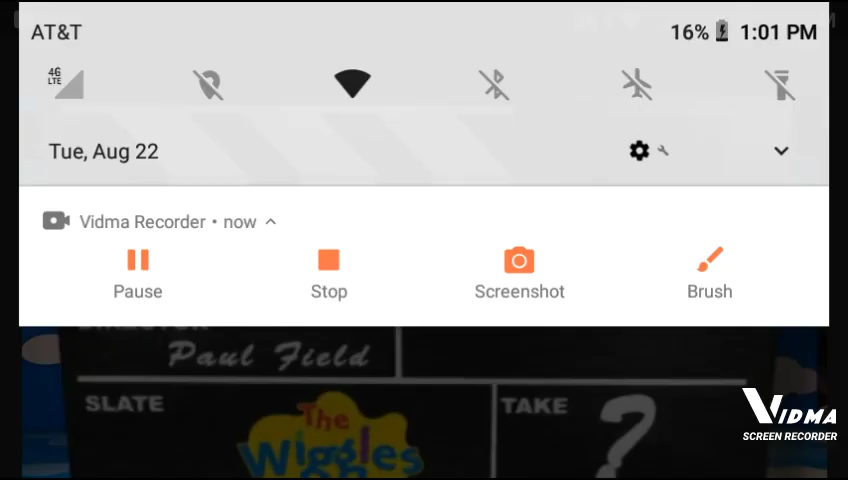 AT&T 16% 1:01 PM
4G
LTE
Tue, Aug 22
Vidma Recorder • now
Pause Stop Screenshot Brush
DIRECTOR
Paul Field
SLATE TAKE ?
The
Wiggles
VIDMA
SCREEN RECORDER